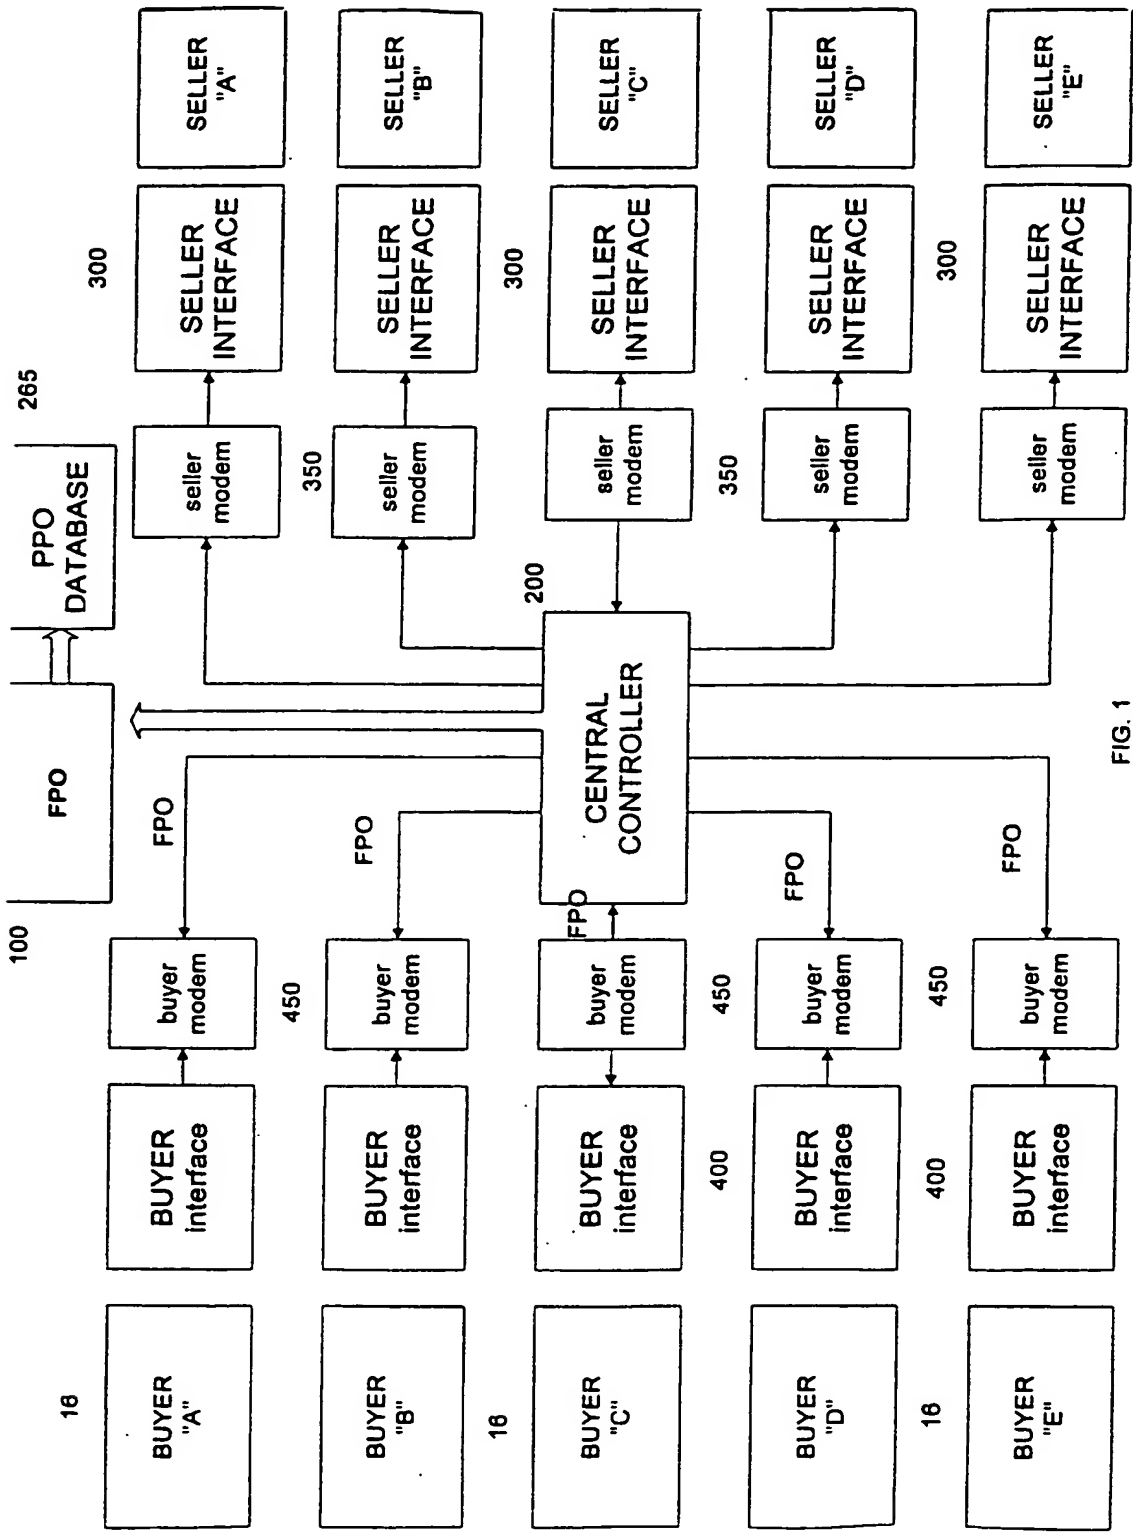 100
265
FPO
PPO
DATABASE
16
300
BUYER
"A"
BUYER
interface
buyer
modem
FPO
seller
modem
SELLER
INTERFACE
SELLER
"A"
450
350
BUYER
"B"
BUYER
interface
buyer
modem
FPO
seller
modem
SELLER
INTERFACE
SELLER
"B"
16
200
300
BUYER
"C"
BUYER
interface
buyer
modem
FPO
CENTRAL
CONTROLLER
seller
modem
SELLER
INTERFACE
SELLER
"C"
400
450
350
BUYER
"D"
BUYER
interface
buyer
modem
FPO
seller
modem
SELLER
INTERFACE
SELLER
"D"
16
400
450
300
BUYER
"E"
BUYER
interface
buyer
modem
FPO
seller
modem
SELLER
INTERFACE
SELLER
"E"
FIG. 1